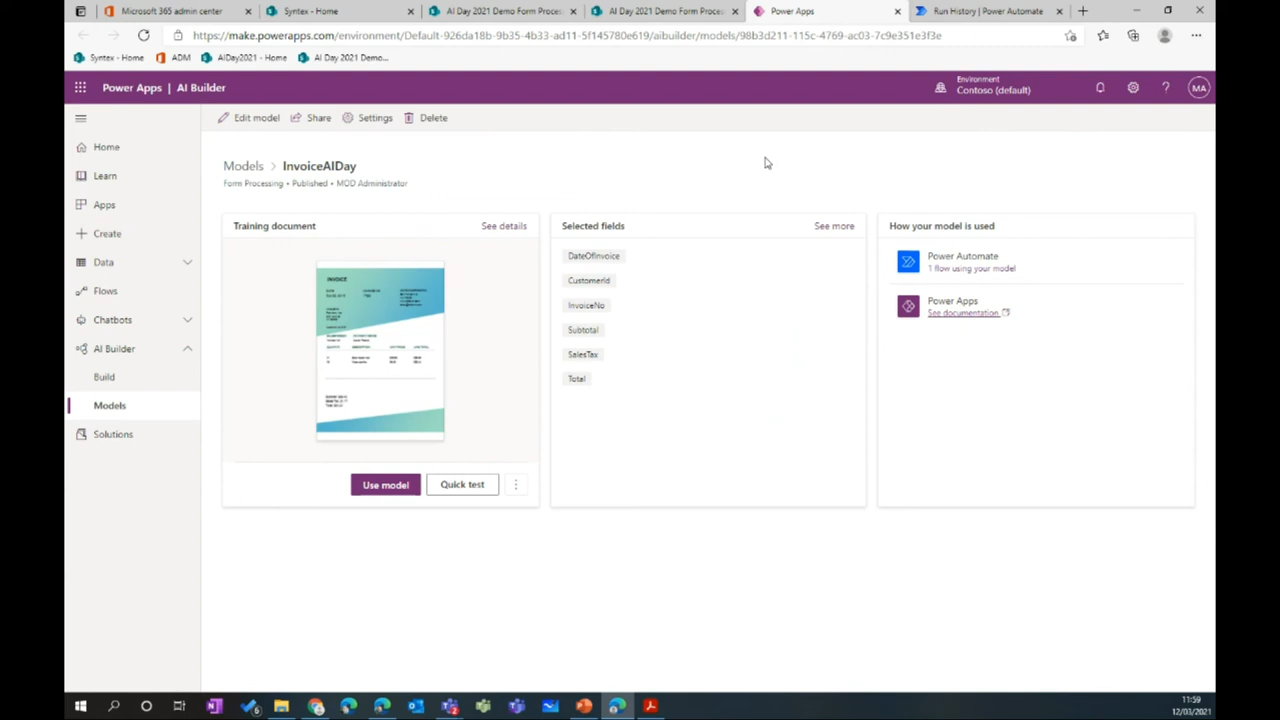 Microsoft 365 admin center
Syntex - Home
AI Day 2021 Demo Form Proces
AI Day 2021 Demo Form Proces
Power Apps
Run History | Power Automate
https://make.powerapps.com/environment/Default-926da18b-9b35-4b33-ad11-5f145780e619/aibuilder/models/98b3d211-115c-4769-ac03-7c9e351e3f3e
Syntex - Home
ADM
AIDay2021 - Home
AI Day 2021 Demo...
Power Apps | AI Builder
Environment
Contoso (default)
MA
Edit model
Share
Settings
Delete
Home
Learn
Apps
Create
Data
Flows
Chatbots
AI Builder
Build
Models
Solutions
Models > InvoiceAIDay
Form Processing • Published • MOD Administrator
Training document
See details
INVOICE
Use model
Quick test
Selected fields
See more
DateOfInvoice
CustomerId
InvoiceNo
Subtotal
SalesTax
Total
How your model is used
Power Automate
1 flow using your model
Power Apps
See documentation
11:59
12/03/2021